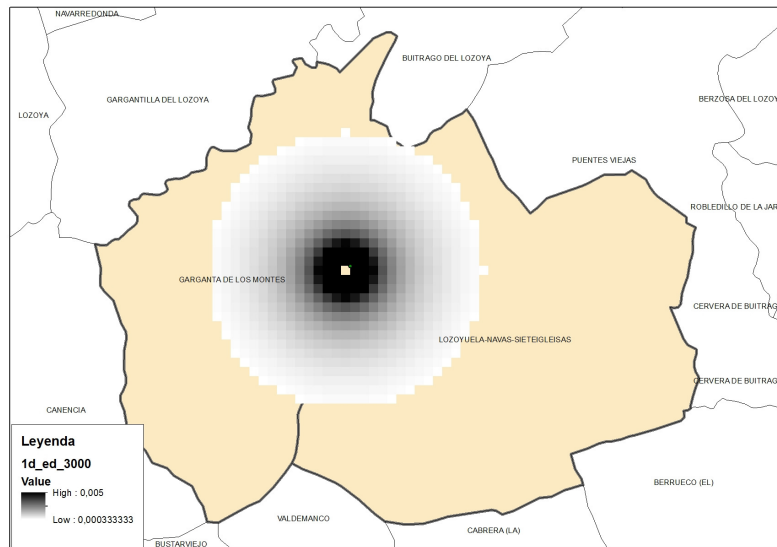 NAVARREDONDA
BUITRAGO DEL LOZOYA
GARGANTILLA DEL LOZOYA
BERZOSA DEL LOZOY
LOZOYA
PUENTES VIEJAS
ROBLEDILLO DE LA JAR
GARGANTA DE LOS MONTES
CERVERA DE BUITRAG
LOZOYUELA-NAVAS-SIETEIGLEISAS
CERVERA DE BUITRAG
CANENCIA
Leyenda
1d_ed_3000
Value
High : 0,005
Low : 0,000333333
BERRUECO (EL)
VALDEMANCO
CABRERA (LA)
BUSTARVIEJO